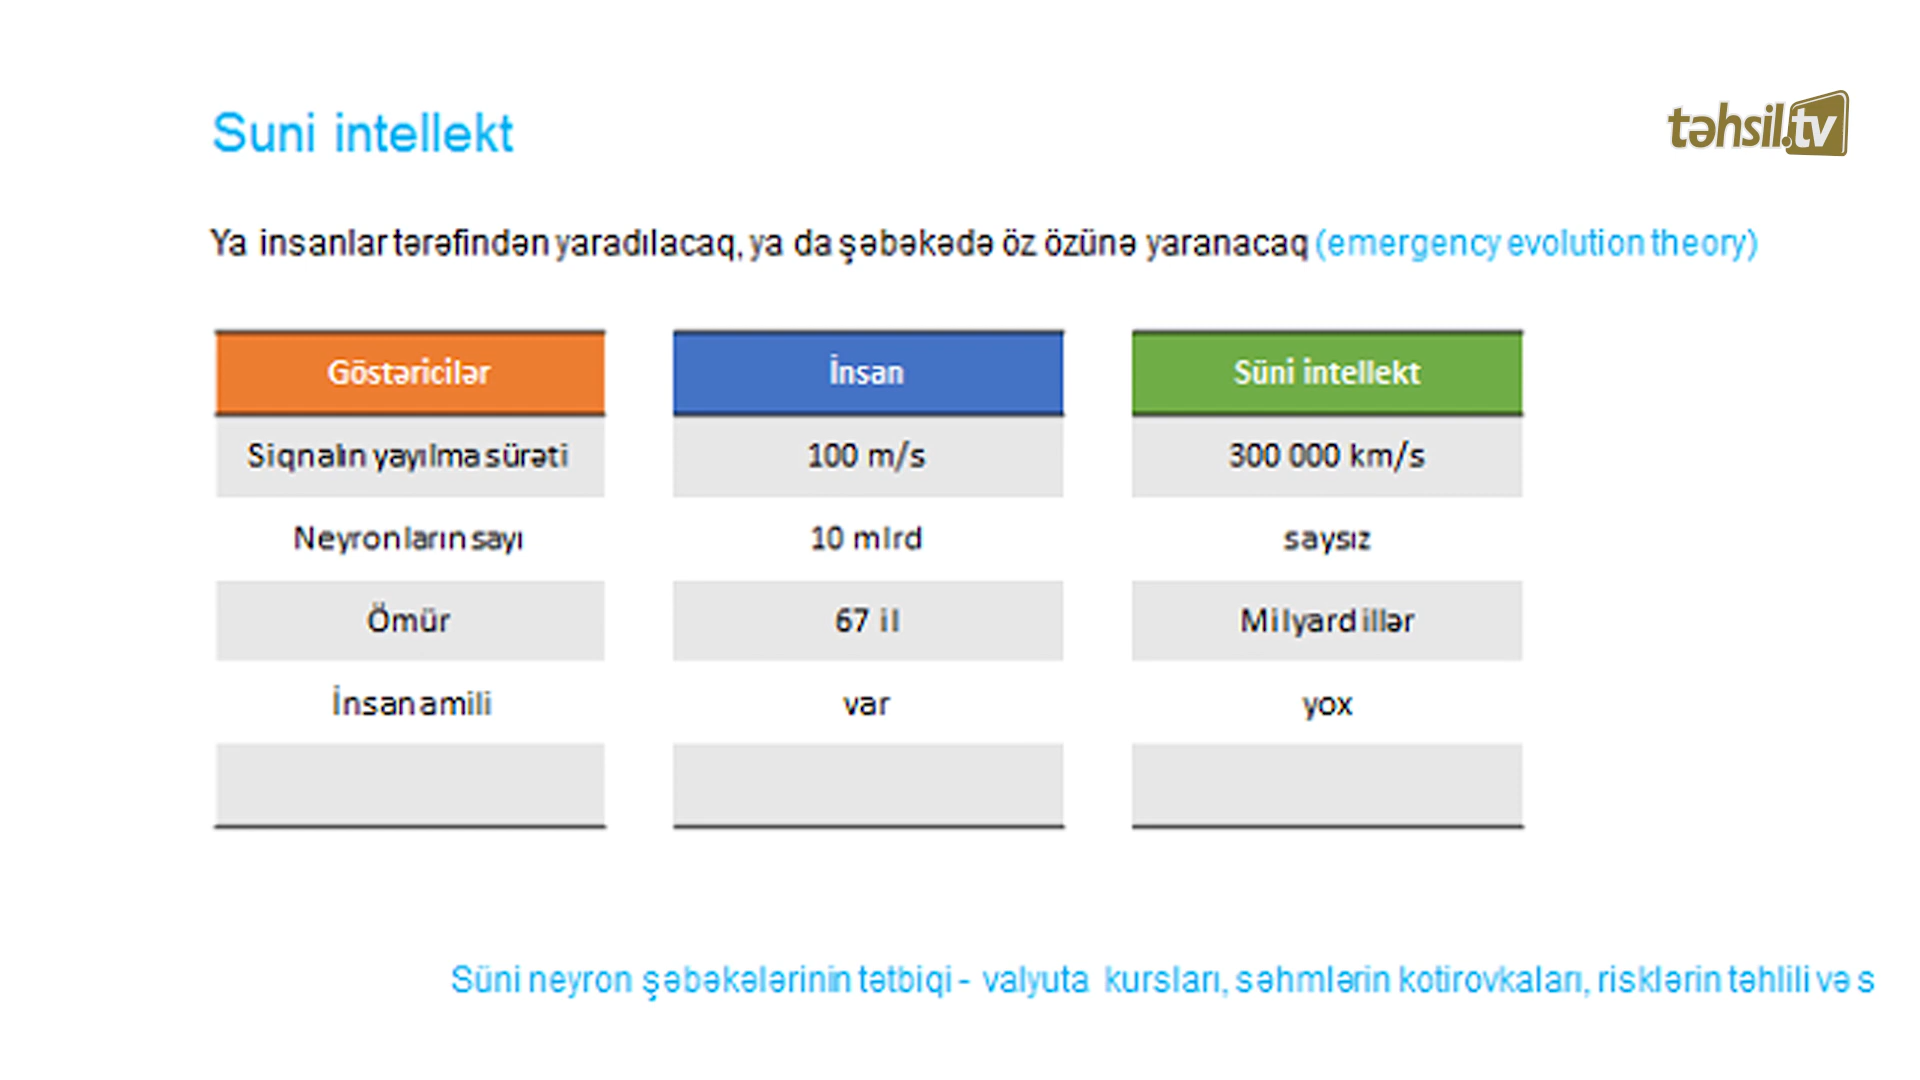 Suni intellekt
təhsil.tv
Ya insanlar tərəfindən yaradılacaq, ya da şəbəkədə öz özünə yaranacaq (emergency evolution theory)
Göstəricilər İnsan Süni intellekt
Siqnalın yayılma sürəti 100 m/s 300 000 km/s
Neyronların sayı 10 mlrd saysız
Ömür 67 il Milyard illər
İnsan amili var yox
Süni neyron şəbəkələrinin tətbiqi - valyuta kursları, səhmlərin kotirovkaları, risklərin təhlili və s